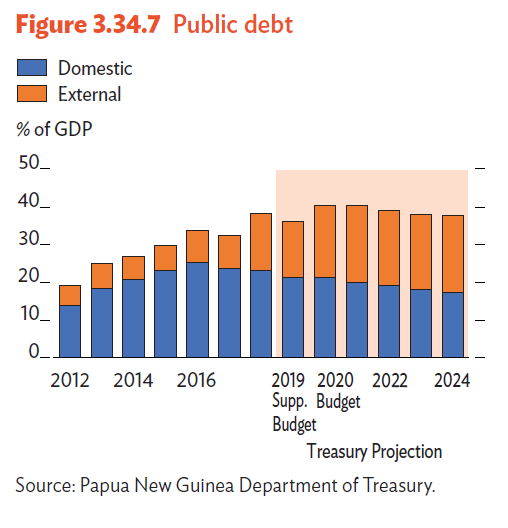 Figure 3.34.7 Public debt
Domestic
External
% of GDP
50
40
30
20
10
0
2012 2014 2016 2019 2020 2022 2024
Supp. Budget
Budget
Treasury Projection
Source: Papua New Guinea Department of Treasury.